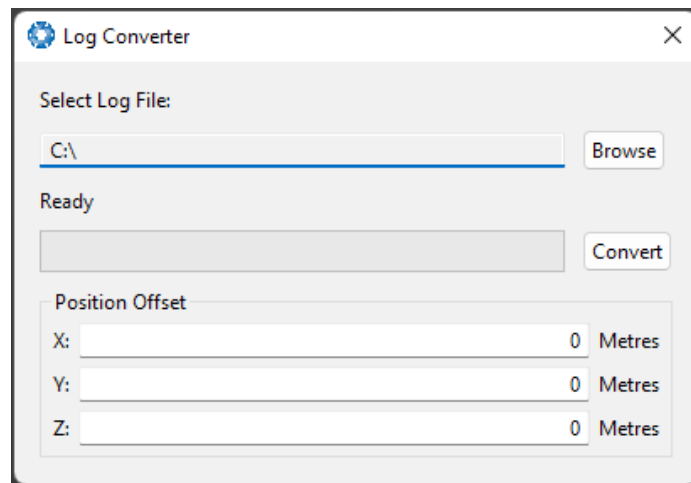 Log Converter
Select Log File:
C:\ Browse
Ready
Convert
Position Offset
X: 0 Metres
Y: 0 Metres
Z: 0 Metres